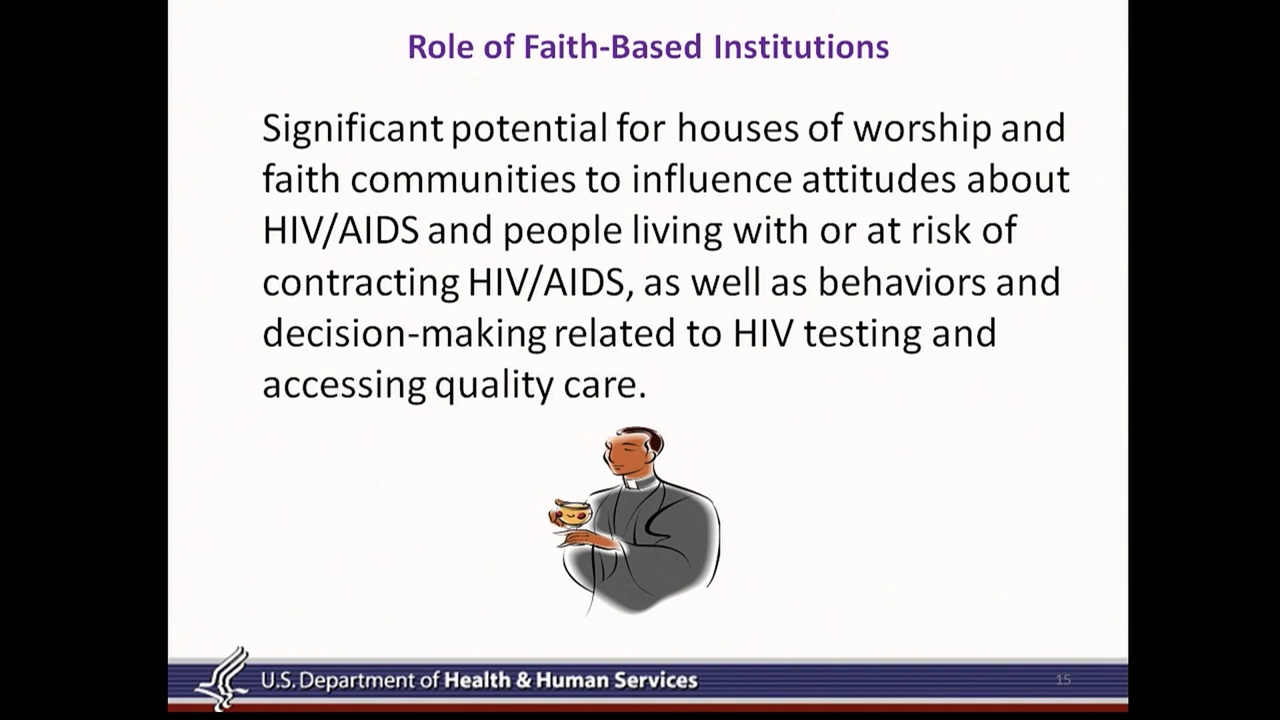 Role of Faith-Based Institutions
Significant potential for houses of worship and
faith communities to influence attitudes about
HIV/AIDS and people living with or at risk of
contracting HIV/AIDS, as well as behaviors and
decision-making related to HIV testing and
accessing quality care.
U.S. Department of Health & Human Services
15